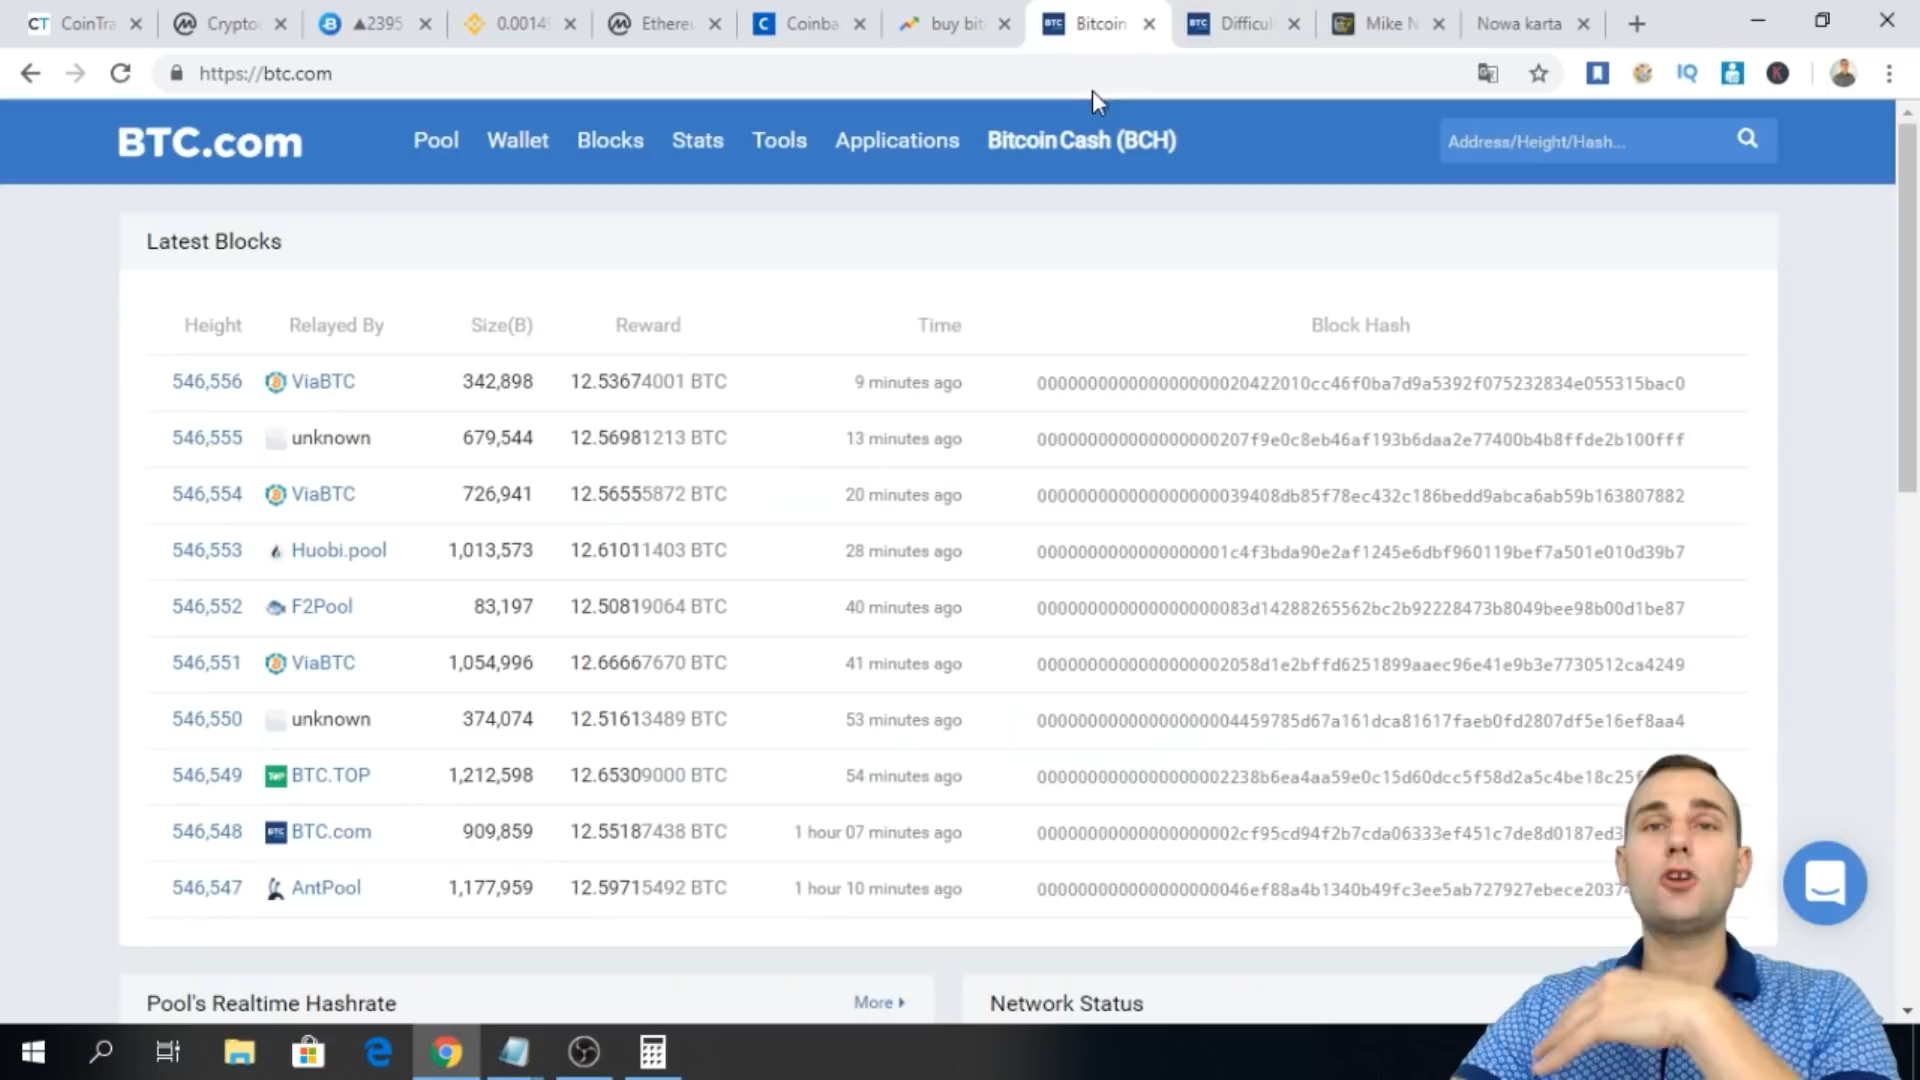 CT CoinTra Crypto ▲2395 0.0014 Ethere Coinba buy bit Bitcoin Difficul Mike N Nowa karta
https://btc.com
BTC.com Pool Wallet Blocks Stats Tools Applications Bitcoin Cash (BCH) Address/Height/Hash...
Latest Blocks
Height Relayed By Size(B) Reward Time Block Hash
546,556 ViaBTC 342,898 12.53674001 BTC 9 minutes ago 00000000000000000020422010cc46f0ba7d9a5392f075232834e055315bac0
546,555 unknown 679,544 12.56981213 BTC 13 minutes ago 0000000000000000000207f9e0c8eb46af193b6daa2e77400b4b8ffde2b100fff
546,554 ViaBTC 726,941 12.56555872 BTC 20 minutes ago 00000000000000000039408db85f78ec432c186bedd9abca6ab59b163807882
546,553 Huobi.pool 1,013,573 12.61011403 BTC 28 minutes ago 0000000000000000001c4f3bda90e2af1245e6dbf960119bef7a501e010d39b7
546,552 F2Pool 83,197 12.50819064 BTC 40 minutes ago 00000000000000000083d14288265562bc2b92228473b8049bee98b00d1be87
546,551 ViaBTC 1,054,996 12.66667670 BTC 41 minutes ago 0000000000000000002058d1e2bffd6251899aaec96e41e9b3e7730512ca4249
546,550 unknown 374,074 12.51613489 BTC 53 minutes ago 0000000000000000004459785d67a161dca81617faeb0fd2807df5e16ef8aa4
546,549 BTC.TOP 1,212,598 12.65309000 BTC 54 minutes ago 0000000000000000002238b6ea4aa59e0c15d60dcc5f58d2a5c4be18c25f
546,548 BTC.com 909,859 12.55187438 BTC 1 hour 07 minutes ago 0000000000000000002cf95cd94f2b7cda06333ef451c7de8d0187ed3
546,547 AntPool 1,177,959 12.59715492 BTC 1 hour 10 minutes ago 00000000000000000046ef88a4b1340b49fc3ee5ab727927ebece2037
Pool's Realtime Hashrate More Network Status